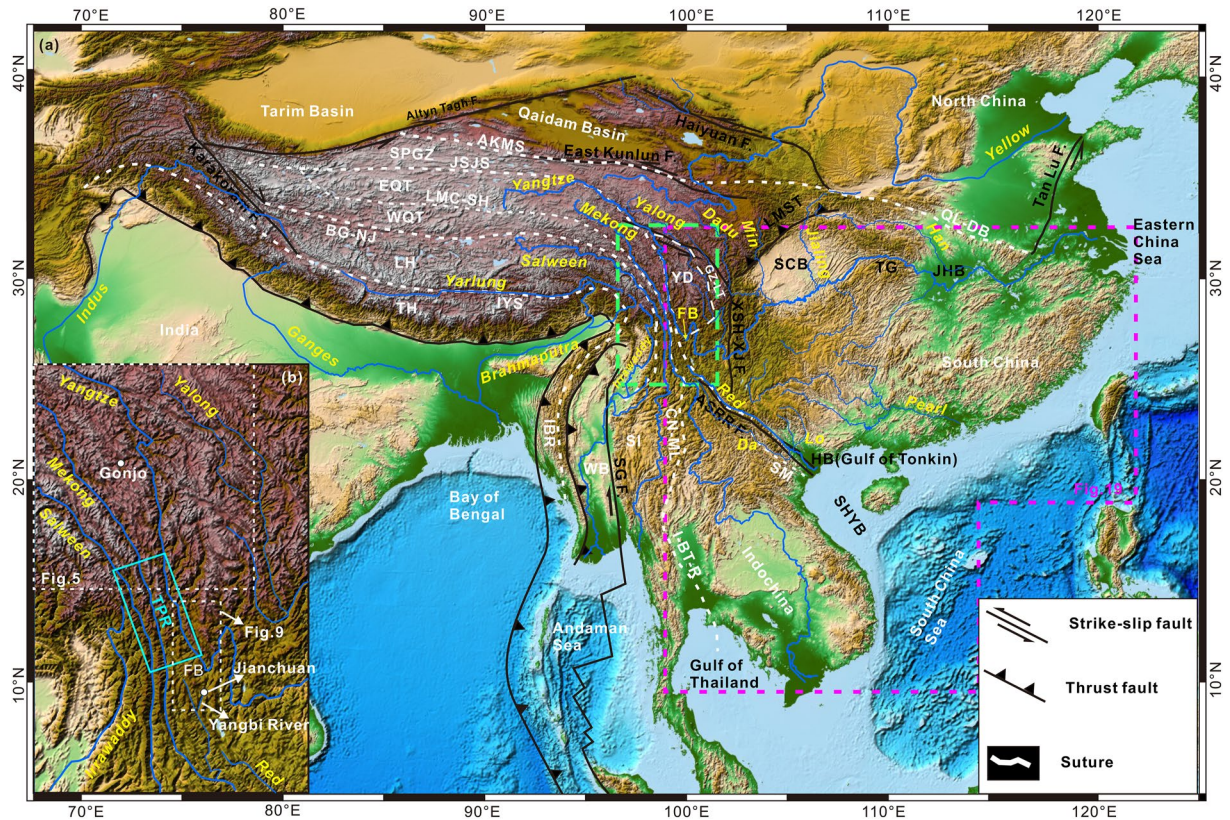 70°E
80°E
90°E
100°E
110°E
120°E
(a)
40°N
30°N
20°N
10°N
40°N
30°N
20°N
10°N
Tarim Basin
Altyn Tagh F.
Qaidam Basin
Haiyuan F.
North China
Yellow
AKMS
East Kunlun F.
SPGZ
JSJS
Tan Lu F.
EQT
LMC-SH
Yangtze
Yalong
Dadu
Min
LMST
QL-DB
WQT
Mekong
Jialing
Han
Eastern
China
Sea
BG-NJ
LH
Salween
YD
SCB
TG
JHB
Indus
TH
Yarlung
IYS
FB
India
Ganges
Brahmaputra
South China
Red
Pearl
ASRR F.
IBR
CN-ML
Da
Lo
SI
WB
SG F.
SM
HB(Gulf of Tonkin)
Fig.19
Bay of
Bengal
SHYB
Indochina
South China
Sea
Andaman
Sea
Gulf of
Thailand
(b)
Yangtze
Yalong
Gonjo
Mekong
Salween
Fig.5
TPR
Fig.9
FB
Jianchuan
Yangbi River
Irrawaddy
Red
Strike-slip fault
Thrust fault
Suture
70°E
80°E
90°E
100°E
110°E
120°E